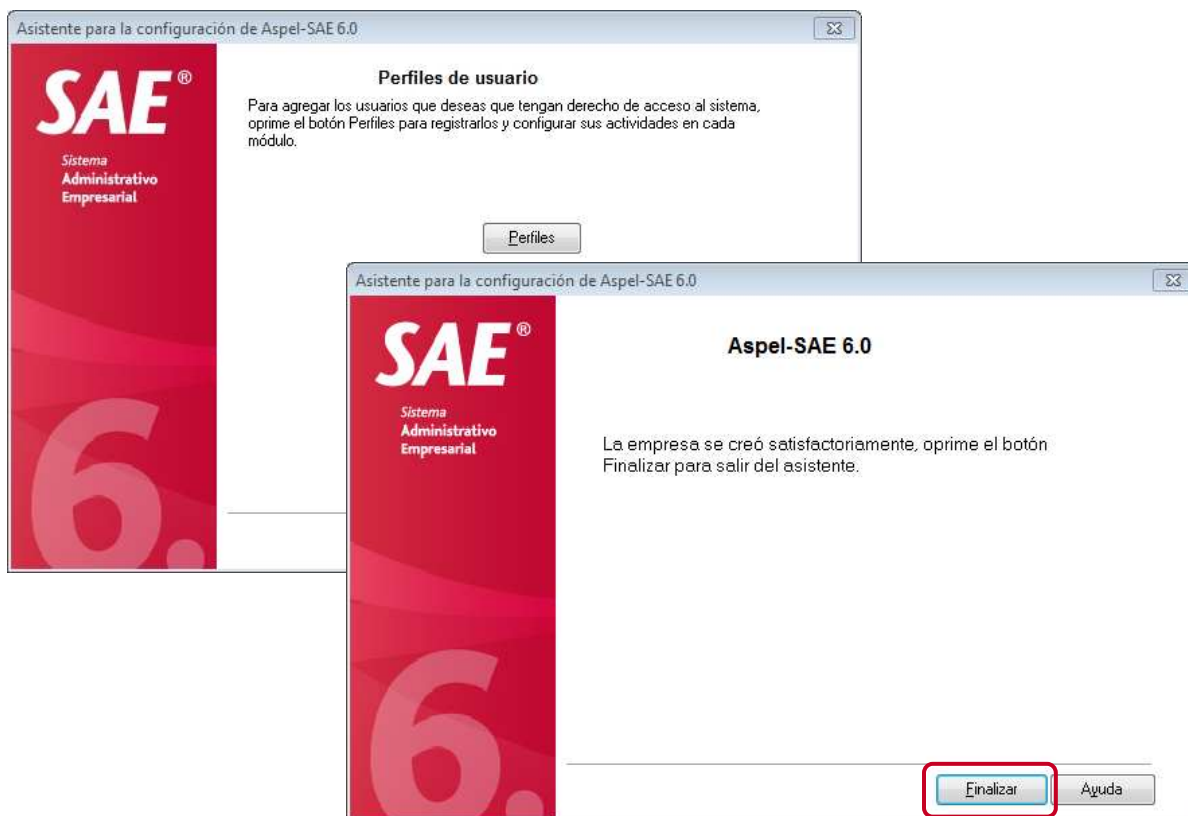 Asistente para la configuración de Aspel-SAE 6.0
SAE®
Sistema
Administrativo
Empresarial
6.
Perfiles de usuario
Para agregar los usuarios que deseas que tengan derecho de acceso al sistema,
oprime el botón Perfiles para registrarlos y configurar sus actividades en cada
módulo.
Perfiles
Asistente para la configuración de Aspel-SAE 6.0
SAE®
Sistema
Administrativo
Empresarial
6.
Aspel-SAE 6.0
La empresa se creó satisfactoriamente, oprime el botón
Finalizar para salir del asistente.
Finalizar
Ayuda